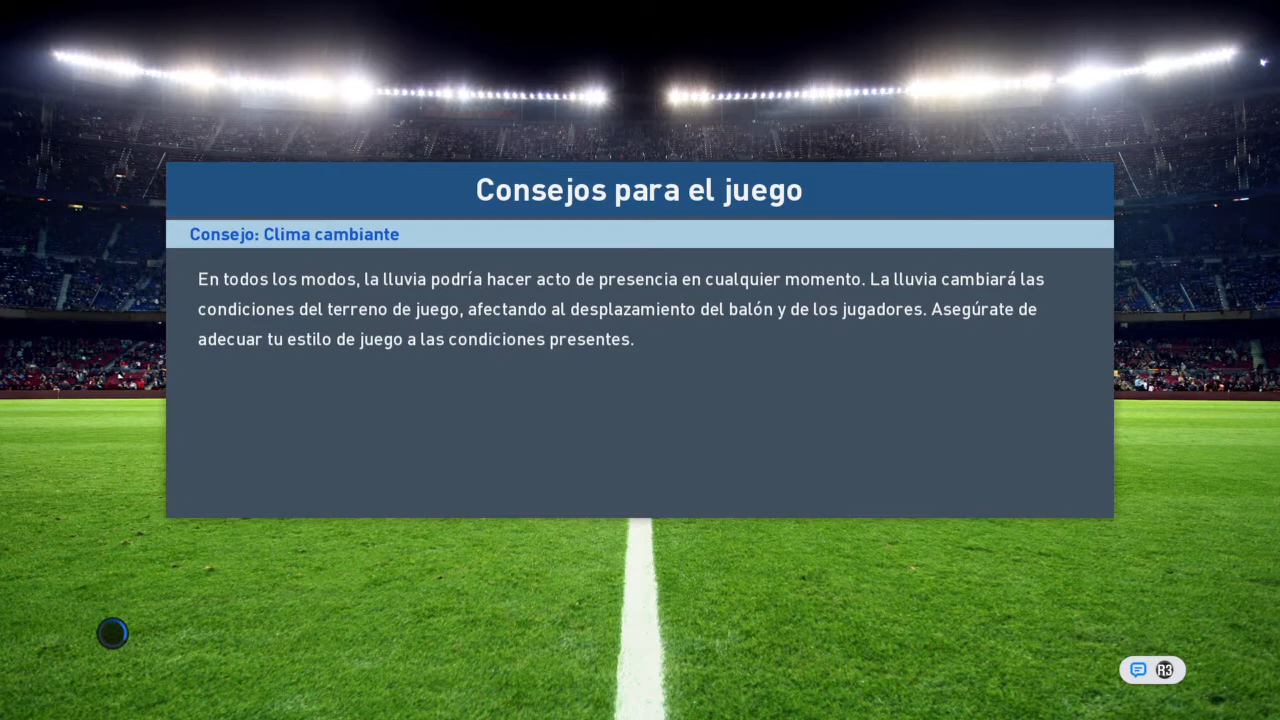 Consejos para el juego
Consejo: Clima cambiante
En todos los modos, la lluvia podría hacer acto de presencia en cualquier momento. La lluvia cambiará las
condiciones del terreno de juego, afectando al desplazamiento del balón y de los jugadores. Asegúrate de
adecuar tu estilo de juego a las condiciones presentes.
R3